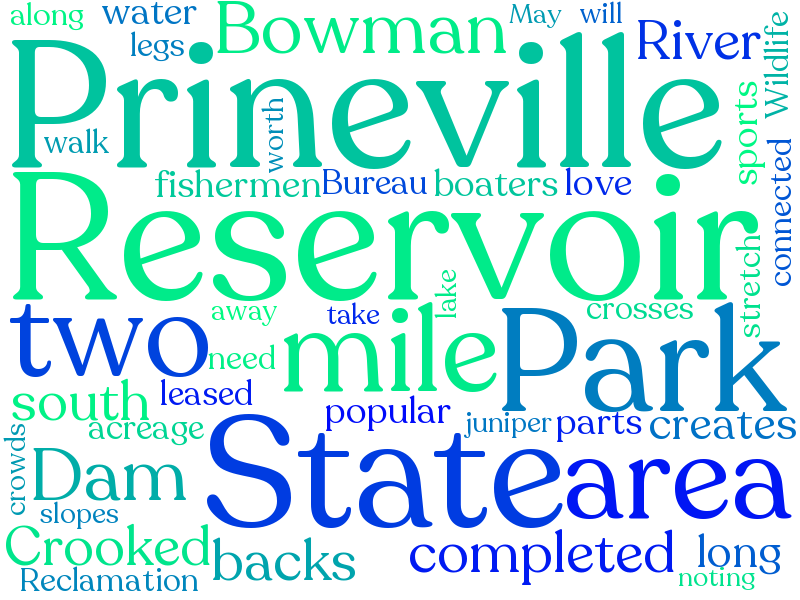 along
water
Bowman
May
will
River
Wildlife
legs
Prineville
walk
worth
sports
fishermen
Bureau
boaters
love
connected
Reservoir
stretch
two
away
take
lake
crosses
Park
need
mile
leased
south
popular
acreage
juniper
parts
creates
crowds
Dam
State
area
slopes
Crooked
backs
completed
long
Reclamation
noting